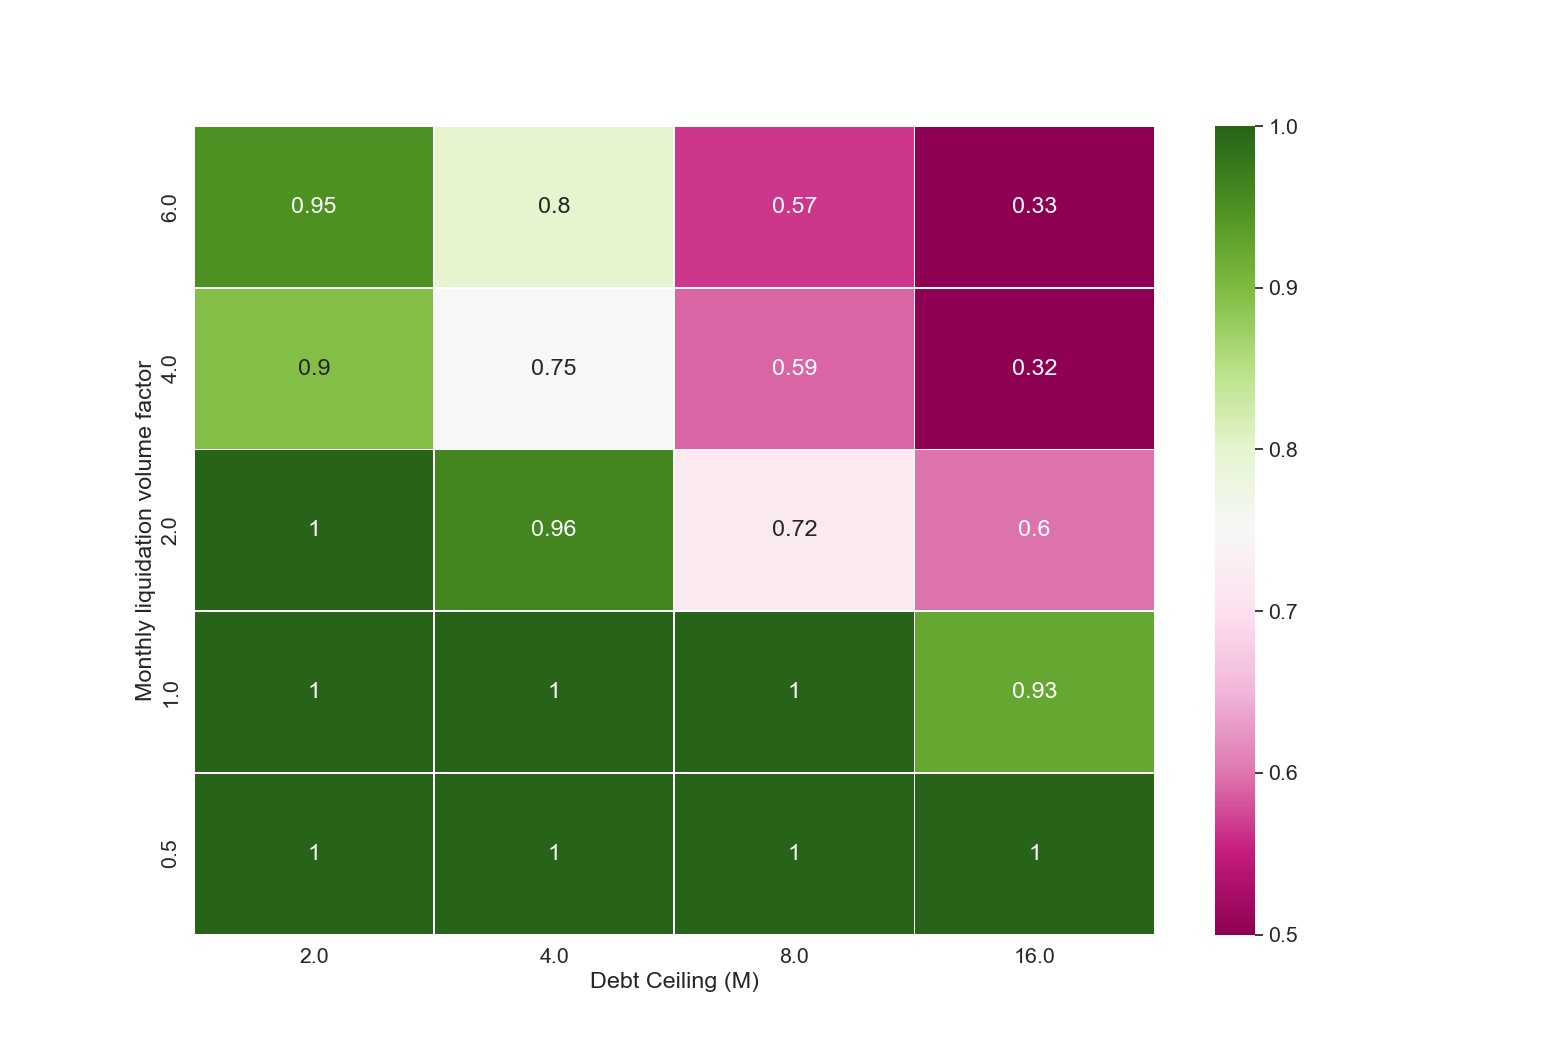 6.0 0.95 0.8 0.57 0.33
4.0 0.9 0.75 0.59 0.32
2.0 1 0.96 0.72 0.6
1.0 1 1 1 0.93
0.5 1 1 1 1
2.0 4.0 8.0 16.0
Debt Ceiling (M)
Monthly liquidation volume factor
1.0
0.9
0.8
0.7
0.6
0.5